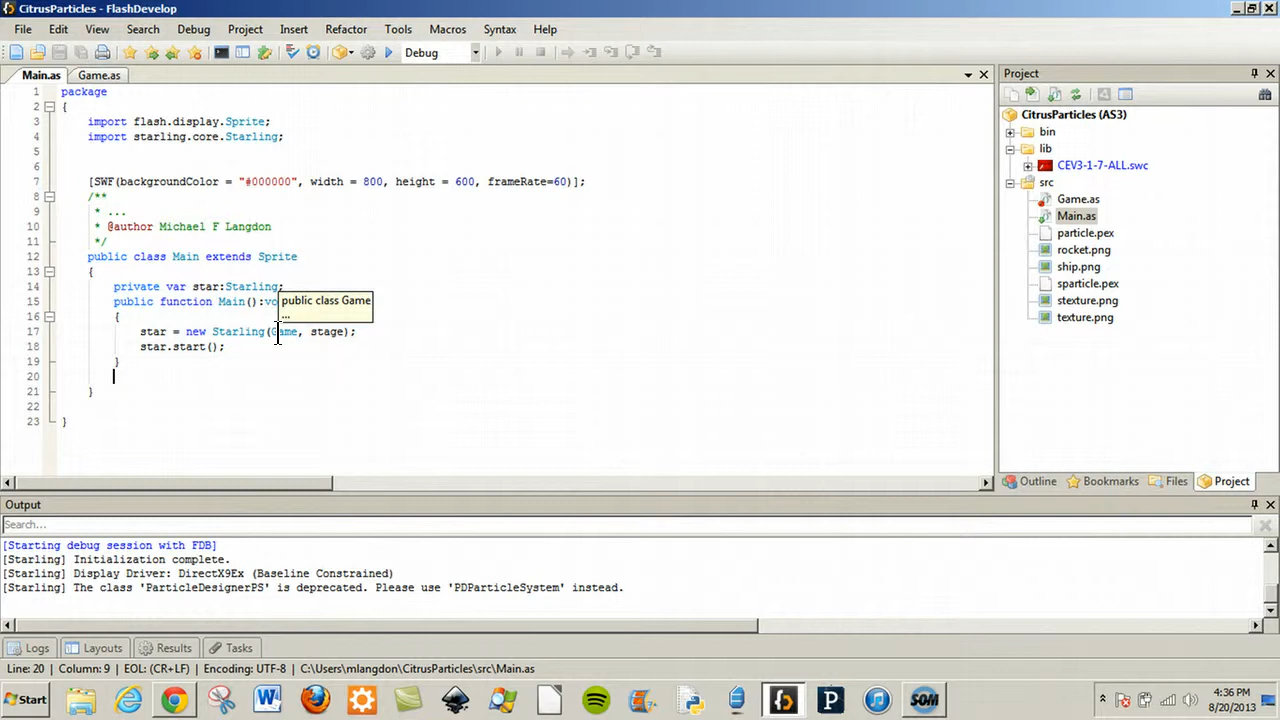 CitrusParticles - FlashDevelop
File Edit View Search Debug Project Insert Refactor Tools Macros Syntax Help
Debug
Main.as Game.as
1 package
2 {
3 import flash.display.Sprite;
4 import starling.core.Starling;
5
6
7 [SWF(backgroundColor = "#000000", width = 800, height = 600, frameRate=60)];
8 /**
9 * ...
10 * @author Michael F Langdon
11 */
12 public class Main extends Sprite
13 {
14 private var star:Starling;
15 public function Main():vo
public class Game
...
16 {
17 star = new Starling(Game, stage);
18 star.start();
19 }
20
21 }
22
23 }
Project
CitrusParticles (AS3)
bin
lib
CEV3-1-7-ALL.swc
src
Game.as
Main.as
particle.pex
rocket.png
ship.png
sparticle.pex
stexture.png
texture.png
Outline Bookmarks Files Project
Output
Search...
[Starting debug session with FDB]
[Starling] Initialization complete.
[Starling] Display Driver: DirectX9Ex (Baseline Constrained)
[Starling] The class 'ParticleDesignerPS' is deprecated. Please use 'PDParticleSystem' instead.
Logs Layouts Results Tasks
Line: 20 Column: 9 EOL: (CR+LF) Encoding: UTF-8 C:\Users\mlangdon\CitrusParticles\src\Main.as
Start
W
P
SOM
4:36 PM
8/20/2013